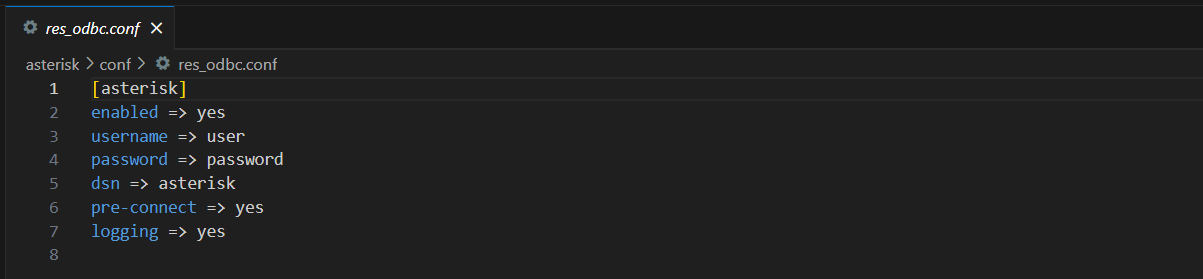 res_odbc.conf ×
asterisk > conf > res_odbc.conf
1 [asterisk]
2 enabled => yes
3 username => user
4 password => password
5 dsn => asterisk
6 pre-connect => yes
7 logging => yes
8